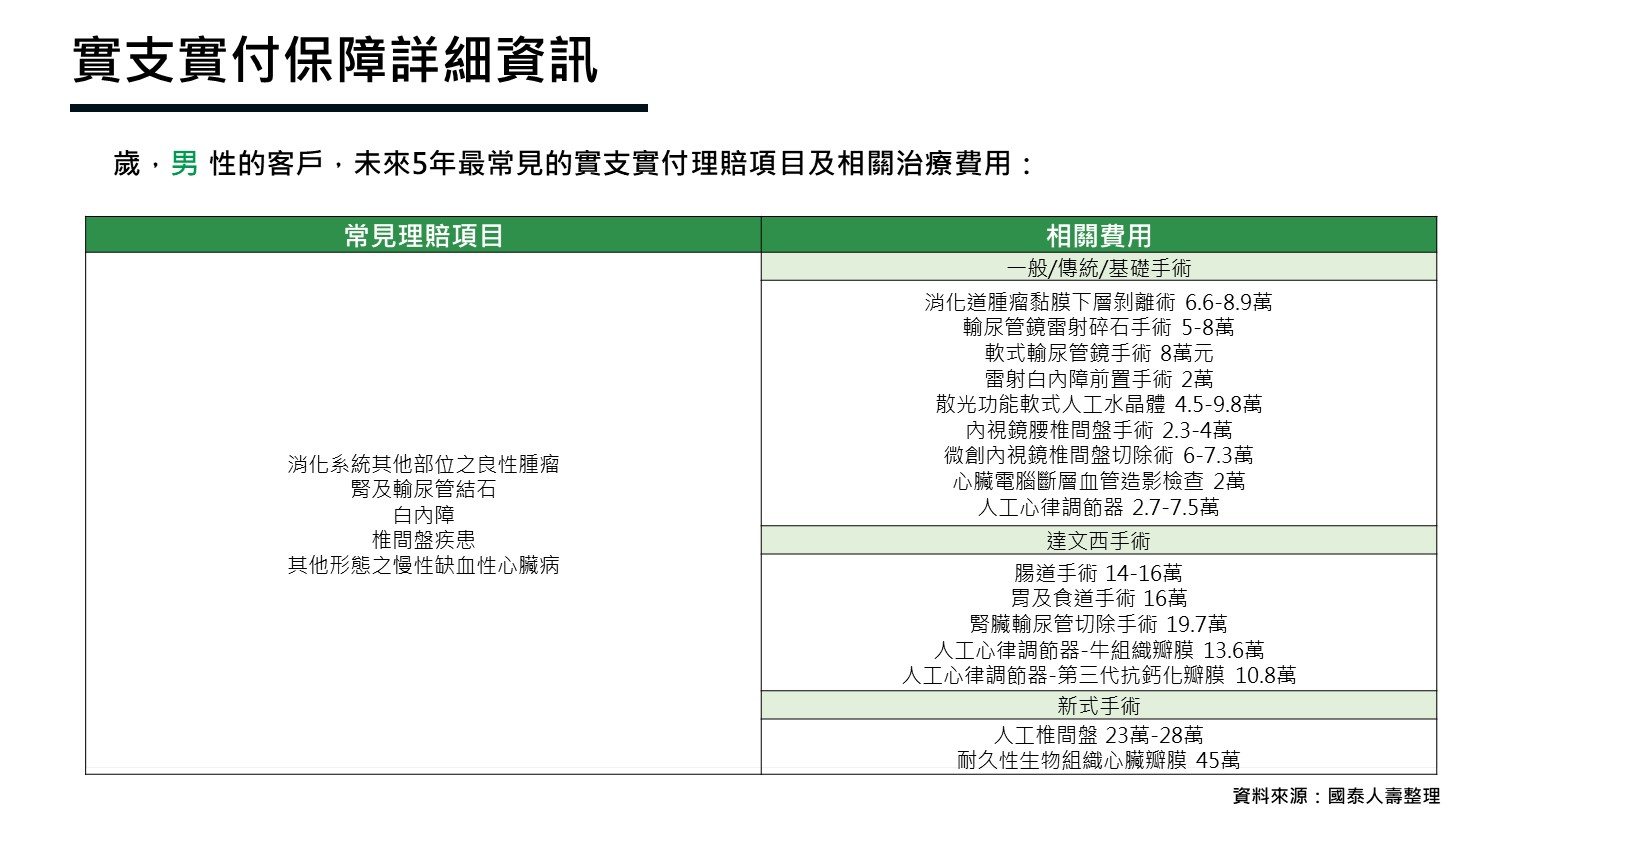 實支實付保障詳細資訊
歲，男 性的客戶，未來5年最常見的實支實付理賠項目及相關治療費用：
常見理賠項目
相關費用
消化系統其他部位之良性腫瘤
腎及輸尿管結石
白內障
椎間盤疾患
其他形態之慢性缺血性心臟病
一般/傳統/基礎手術
消化道腫瘤黏膜下層剝離術 6.6-8.9萬
輸尿管鏡雷射碎石手術 5-8萬
軟式輸尿管鏡手術 8萬元
雷射白內障前置手術 2萬
散光功能軟式人工水晶體 4.5-9.8萬
內視鏡腰椎間盤手術 2.3-4萬
微創內視鏡椎間盤切除術 6-7.3萬
心臟電腦斷層血管造影檢查 2萬
人工心律調節器 2.7-7.5萬
達文西手術
腸道手術 14-16萬
胃及食道手術 16萬
腎臟輸尿管切除手術 19.7萬
人工心律調節器-牛組織瓣膜 13.6萬
人工心律調節器-第三代抗鈣化瓣膜 10.8萬
新式手術
人工椎間盤 23萬-28萬
耐久性生物組織心臟瓣膜 45萬
資料來源：國泰人壽整理